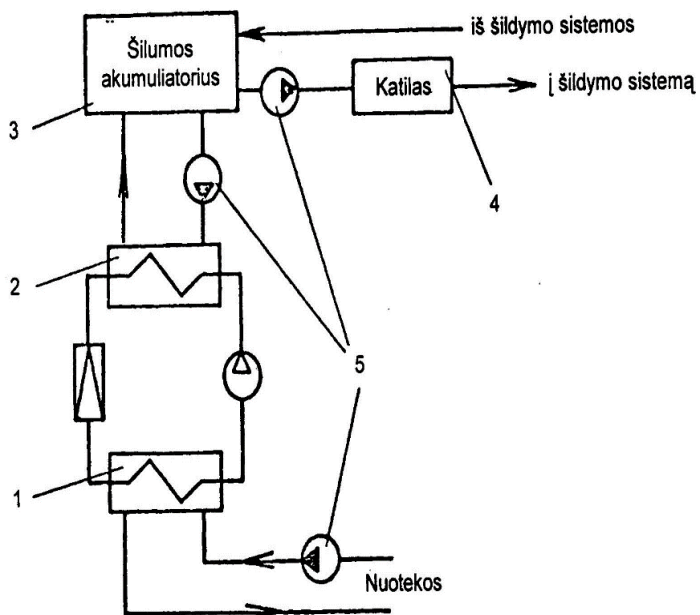 iš šildymo sistemos
Šilumos
akumuliatorius
Katilas
į šildymo sistemą
3
4
2
5
1
Nuotekos